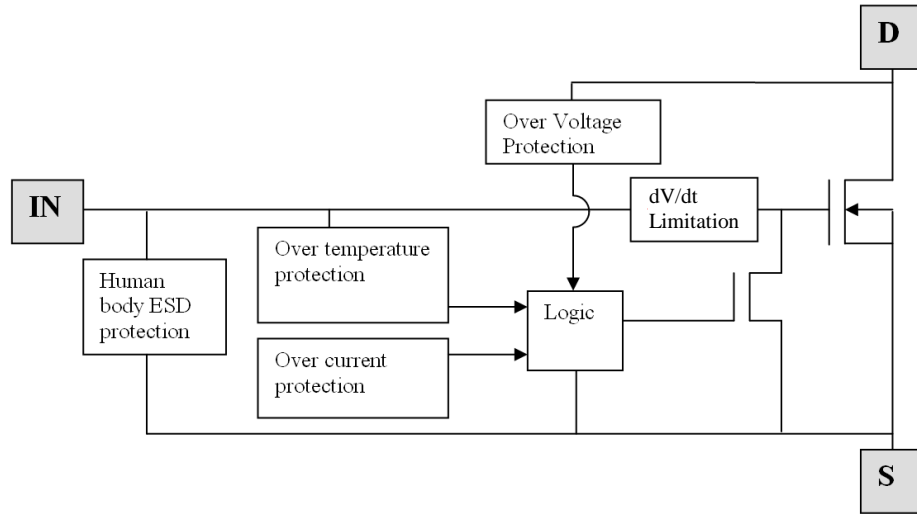 D
Over Voltage
Protection
IN
dV/dt
Limitation
Over temperature
protection
Human
body ESD
protection
Logic
Over current
protection
S